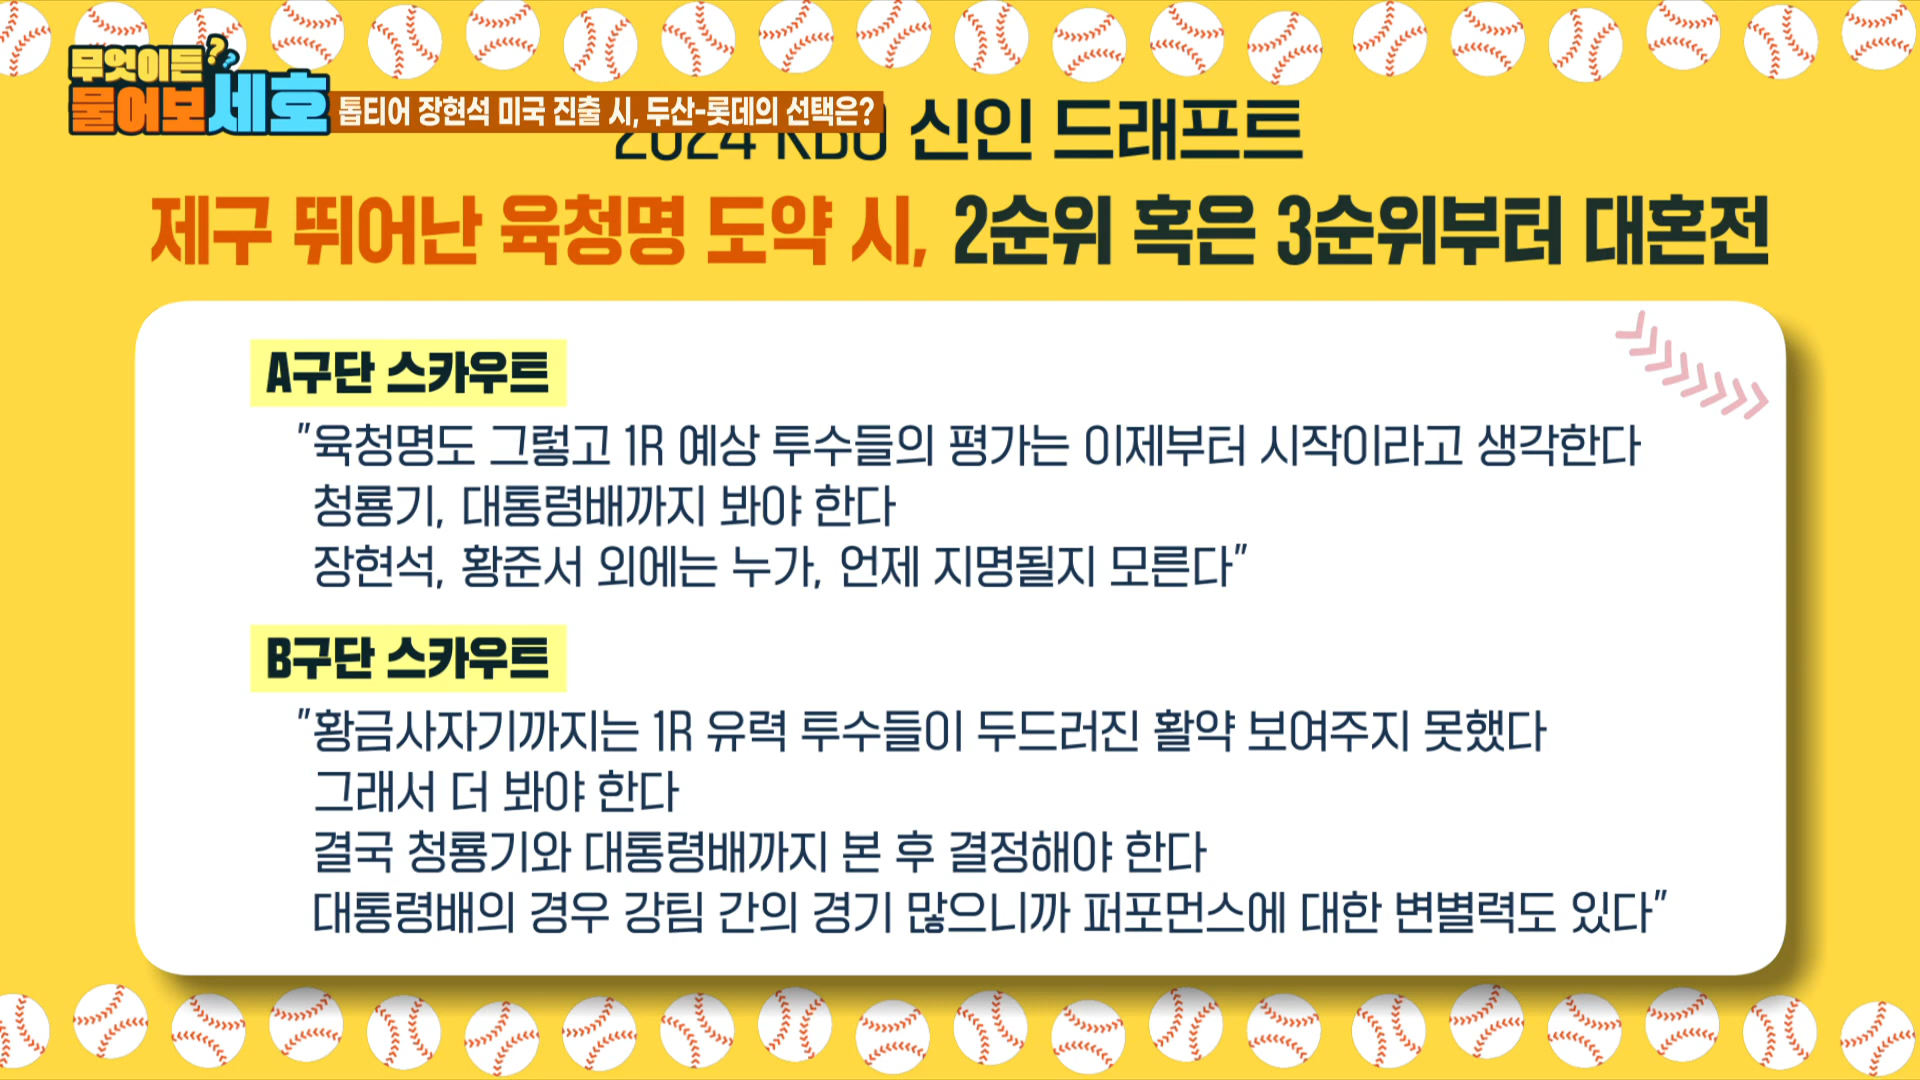 무엇이든??
물어보세호
톱티어 장현석 미국 진출 시, 두산-롯데의 선택은?
2024 KBO 신인 드래프트
제구 뛰어난 육청명 도약 시, 2순위 혹은 3순위부터 대혼전
A구단 스카우트
"육청명도 그렇고 1R 예상 투수들의 평가는 이제부터 시작이라고 생각한다
청룡기, 대통령배까지 봐야 한다
장현석, 황준서 외에는 누가, 언제 지명될지 모른다"
B구단 스카우트
"황금사자기까지는 1R 유력 투수들이 두드러진 활약 보여주지 못했다
그래서 더 봐야 한다
결국 청룡기와 대통령배까지 본 후 결정해야 한다
대통령배의 경우 강팀 간의 경기 많으니까 퍼포먼스에 대한 변별력도 있다"